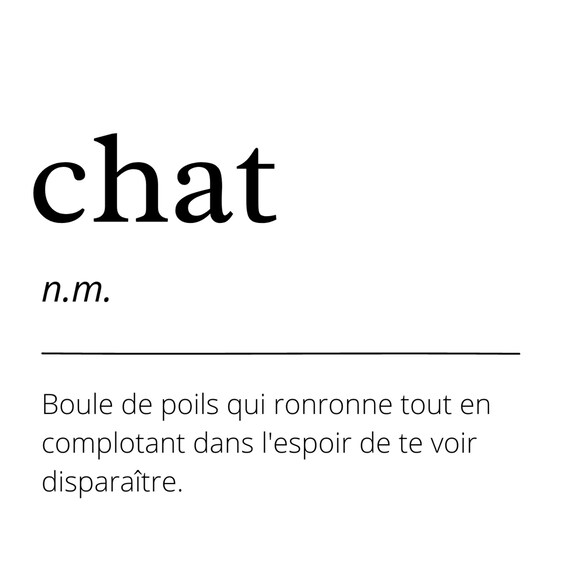 chat
n.m.
Boule de poils qui ronronne tout en
complotant dans l'espoir de te voir
disparaître.